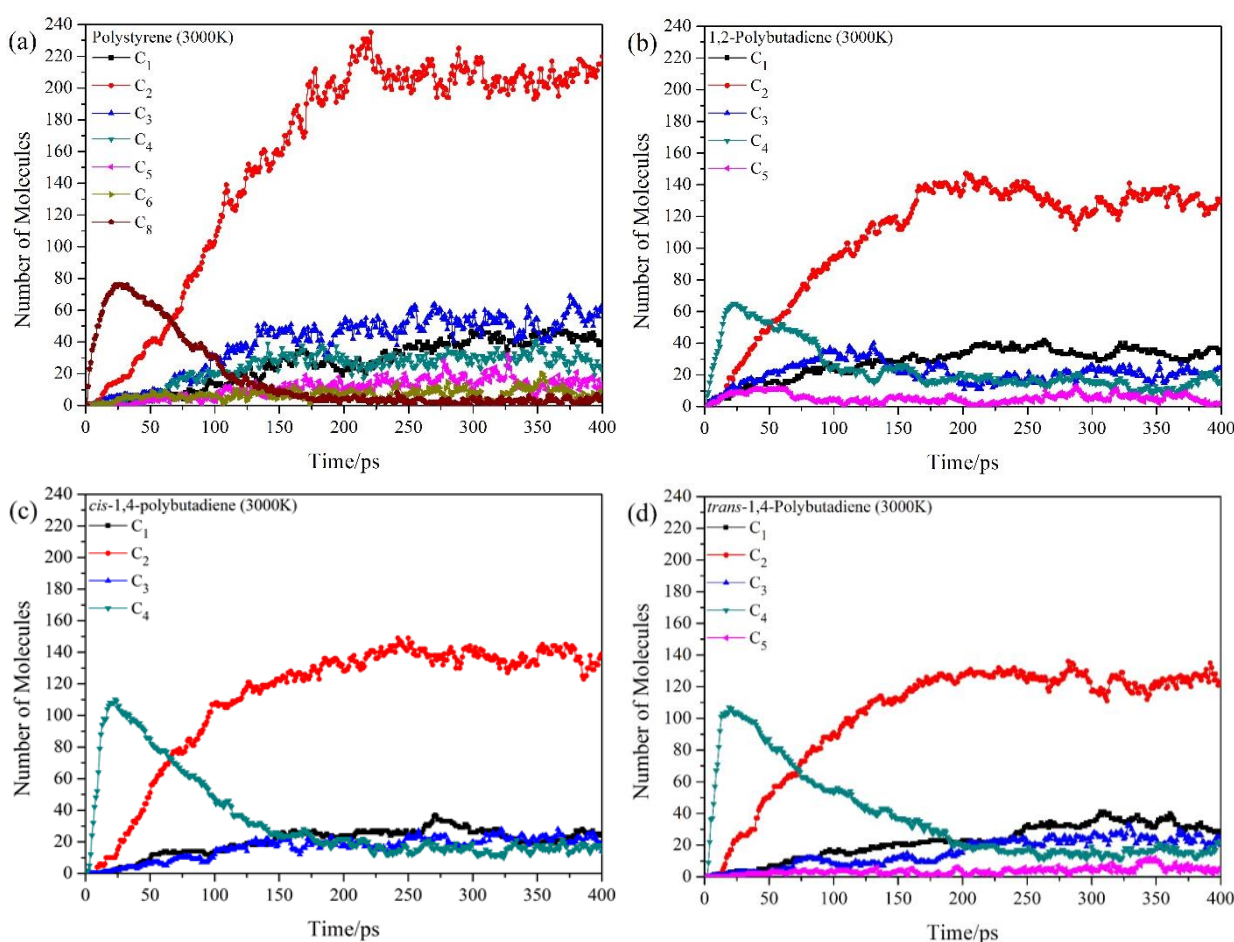 (a)
Polystyrene (3000K)
C1
C2
C3
C4
C5
C6
C8
240
220
200
180
160
140
120
100
80
60
40
20
0
Number of Molecules
0 50 100 150 200 250 300 350 400
Time/ps
(b)
1,2-Polybutadiene (3000K)
C1
C2
C3
C4
C5
240
220
200
180
160
140
120
100
80
60
40
20
0
Number of Molecules
0 50 100 150 200 250 300 350 400
Time/ps
(c)
cis-1,4-polybutadiene (3000K)
C1
C2
C3
C4
240
220
200
180
160
140
120
100
80
60
40
20
0
Number of Molecules
0 50 100 150 200 250 300 350 400
Time/ps
(d)
trans-1,4-Polybutadiene (3000K)
C1
C2
C3
C4
C5
240
220
200
180
160
140
120
100
80
60
40
20
0
Number of Molecules
0 50 100 150 200 250 300 350 400
Time/ps